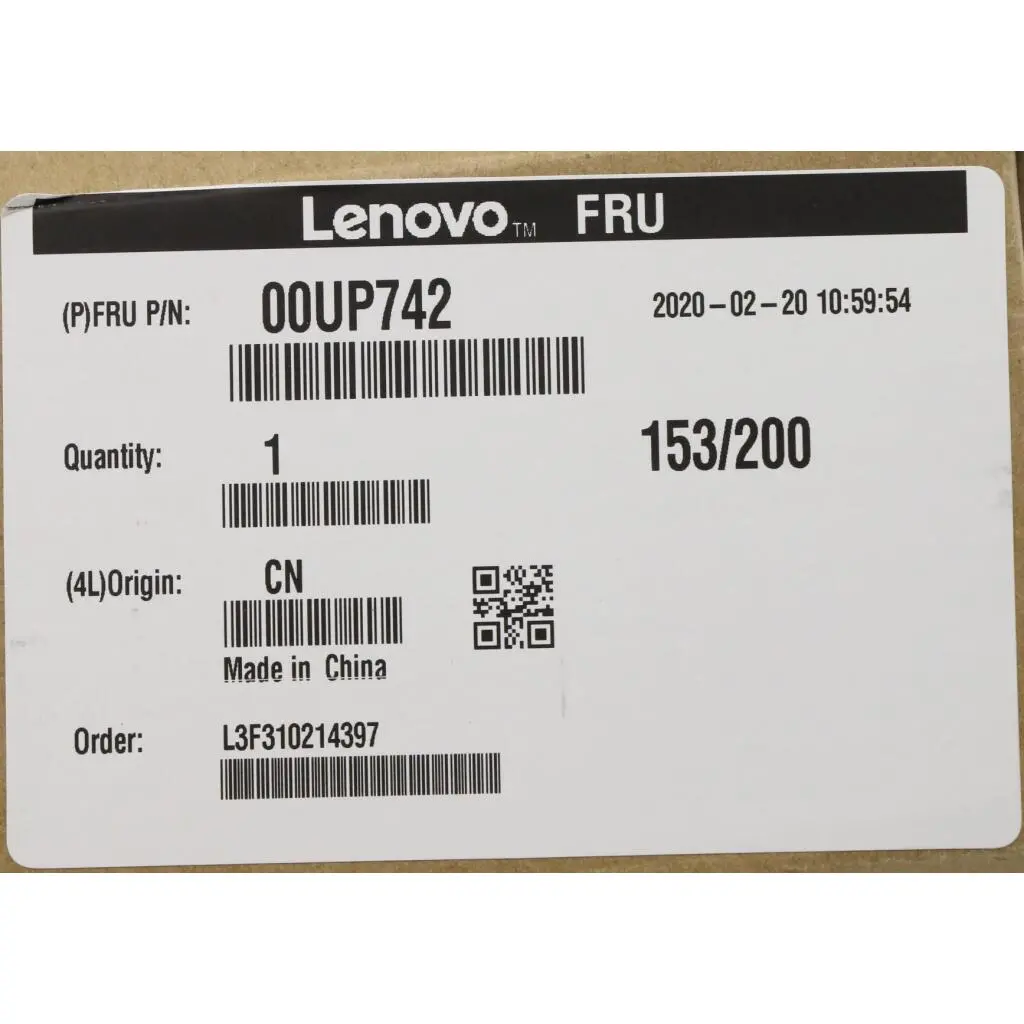 Lenovo™ FRU
(P)FRU P/N: 00UP742 2020-02-20 10:59:54
Quantity: 1 153/200
(4L)Origin: CN
Made in China
Order: L3F310214397